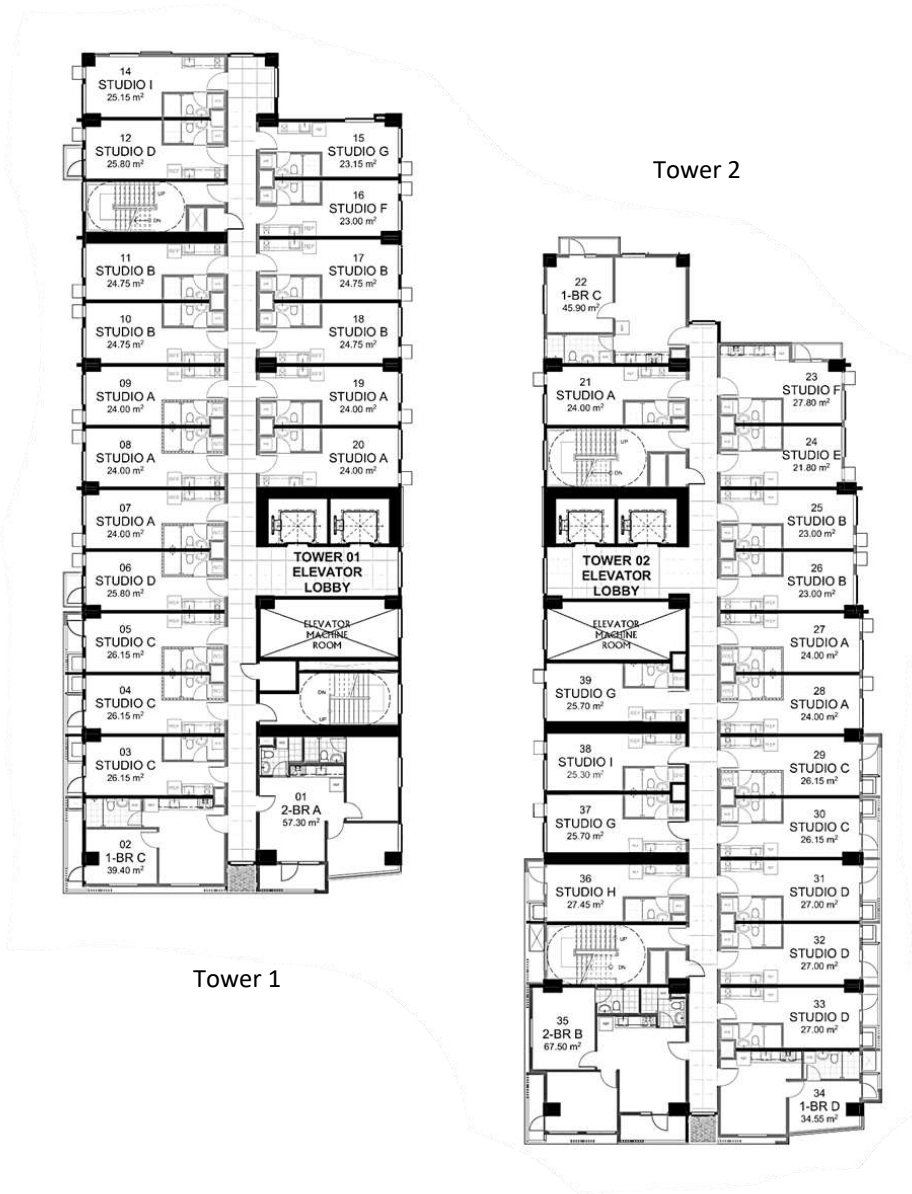 14
STUDIO I
25.15 m²
12
STUDIO D
25.80 m²
UP
DN
11
STUDIO B
24.75 m²
10
STUDIO B
24.75 m²
09
STUDIO A
24.00 m²
08
STUDIO A
24.00 m²
07
STUDIO A
24.00 m²
06
STUDIO D
25.80 m²
05
STUDIO C
26.15 m²
04
STUDIO C
26.15 m²
03
STUDIO C
26.15 m²
02
1-BR C
39.40 m²
15
STUDIO G
23.15 m²
16
STUDIO F
23.00 m²
17
STUDIO B
24.75 m²
18
STUDIO B
24.75 m²
19
STUDIO A
24.00 m²
20
STUDIO A
24.00 m²
TOWER 01
ELEVATOR
LOBBY
ELEVATOR
MACHINE
ROOM
DN
UP
01
2-BR A
57.30 m²
Tower 1
Tower 2
22
1-BR C
45.90 m²
21
STUDIO A
24.00 m²
UP
DN
TOWER 02
ELEVATOR
LOBBY
ELEVATOR
MACHINE
ROOM
39
STUDIO G
25.70 m²
38
STUDIO I
25.30 m²
37
STUDIO G
25.70 m²
36
STUDIO H
27.45 m²
UP
DN
35
2-BR B
67.50 m²
23
STUDIO F
27.80 m²
24
STUDIO E
21.80 m²
25
STUDIO B
23.00 m²
26
STUDIO B
23.00 m²
27
STUDIO A
24.00 m²
28
STUDIO A
24.00 m²
29
STUDIO C
26.15 m²
30
STUDIO C
26.15 m²
31
STUDIO D
27.00 m²
32
STUDIO D
27.00 m²
33
STUDIO D
27.00 m²
34
1-BR D
34.55 m²